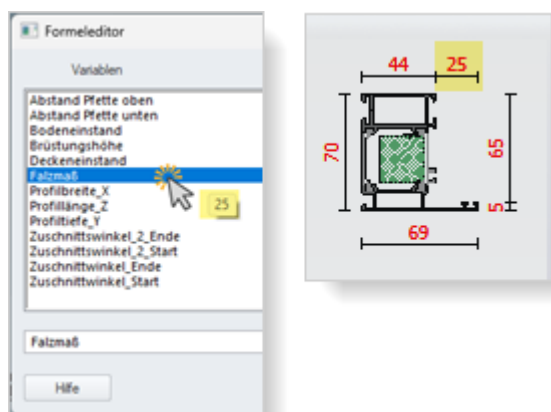 Formeleditor
Variablen
Abstand Pfette oben
Abstand Pfette unten
Bodeneinstand
Brüstungshöhe
Deckeneinstand
Falzmaß
Profilbreite_X
Profillänge_Z
Profiltiefe_Y
Zuschnittswinkel_2_Ende
Zuschnittswinkel_2_Start
Zuschnittwinkel_Ende
Zuschnittwinkel_Start
25
Falzmaß
Hilfe
44
25
70
65
5
69